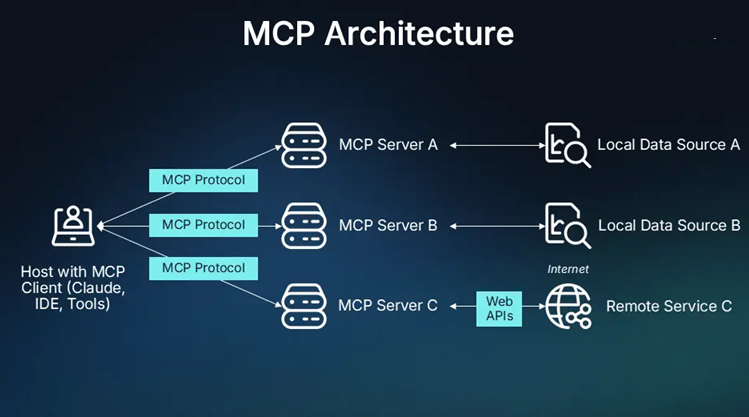 MCP Architecture
MCP Server A
Local Data Source A
MCP Protocol
MCP Protocol
MCP Server B
Local Data Source B
MCP Protocol
Host with MCP
Client (Claude,
IDE, Tools)
Internet
MCP Server C
Web
APIs
Remote Service C